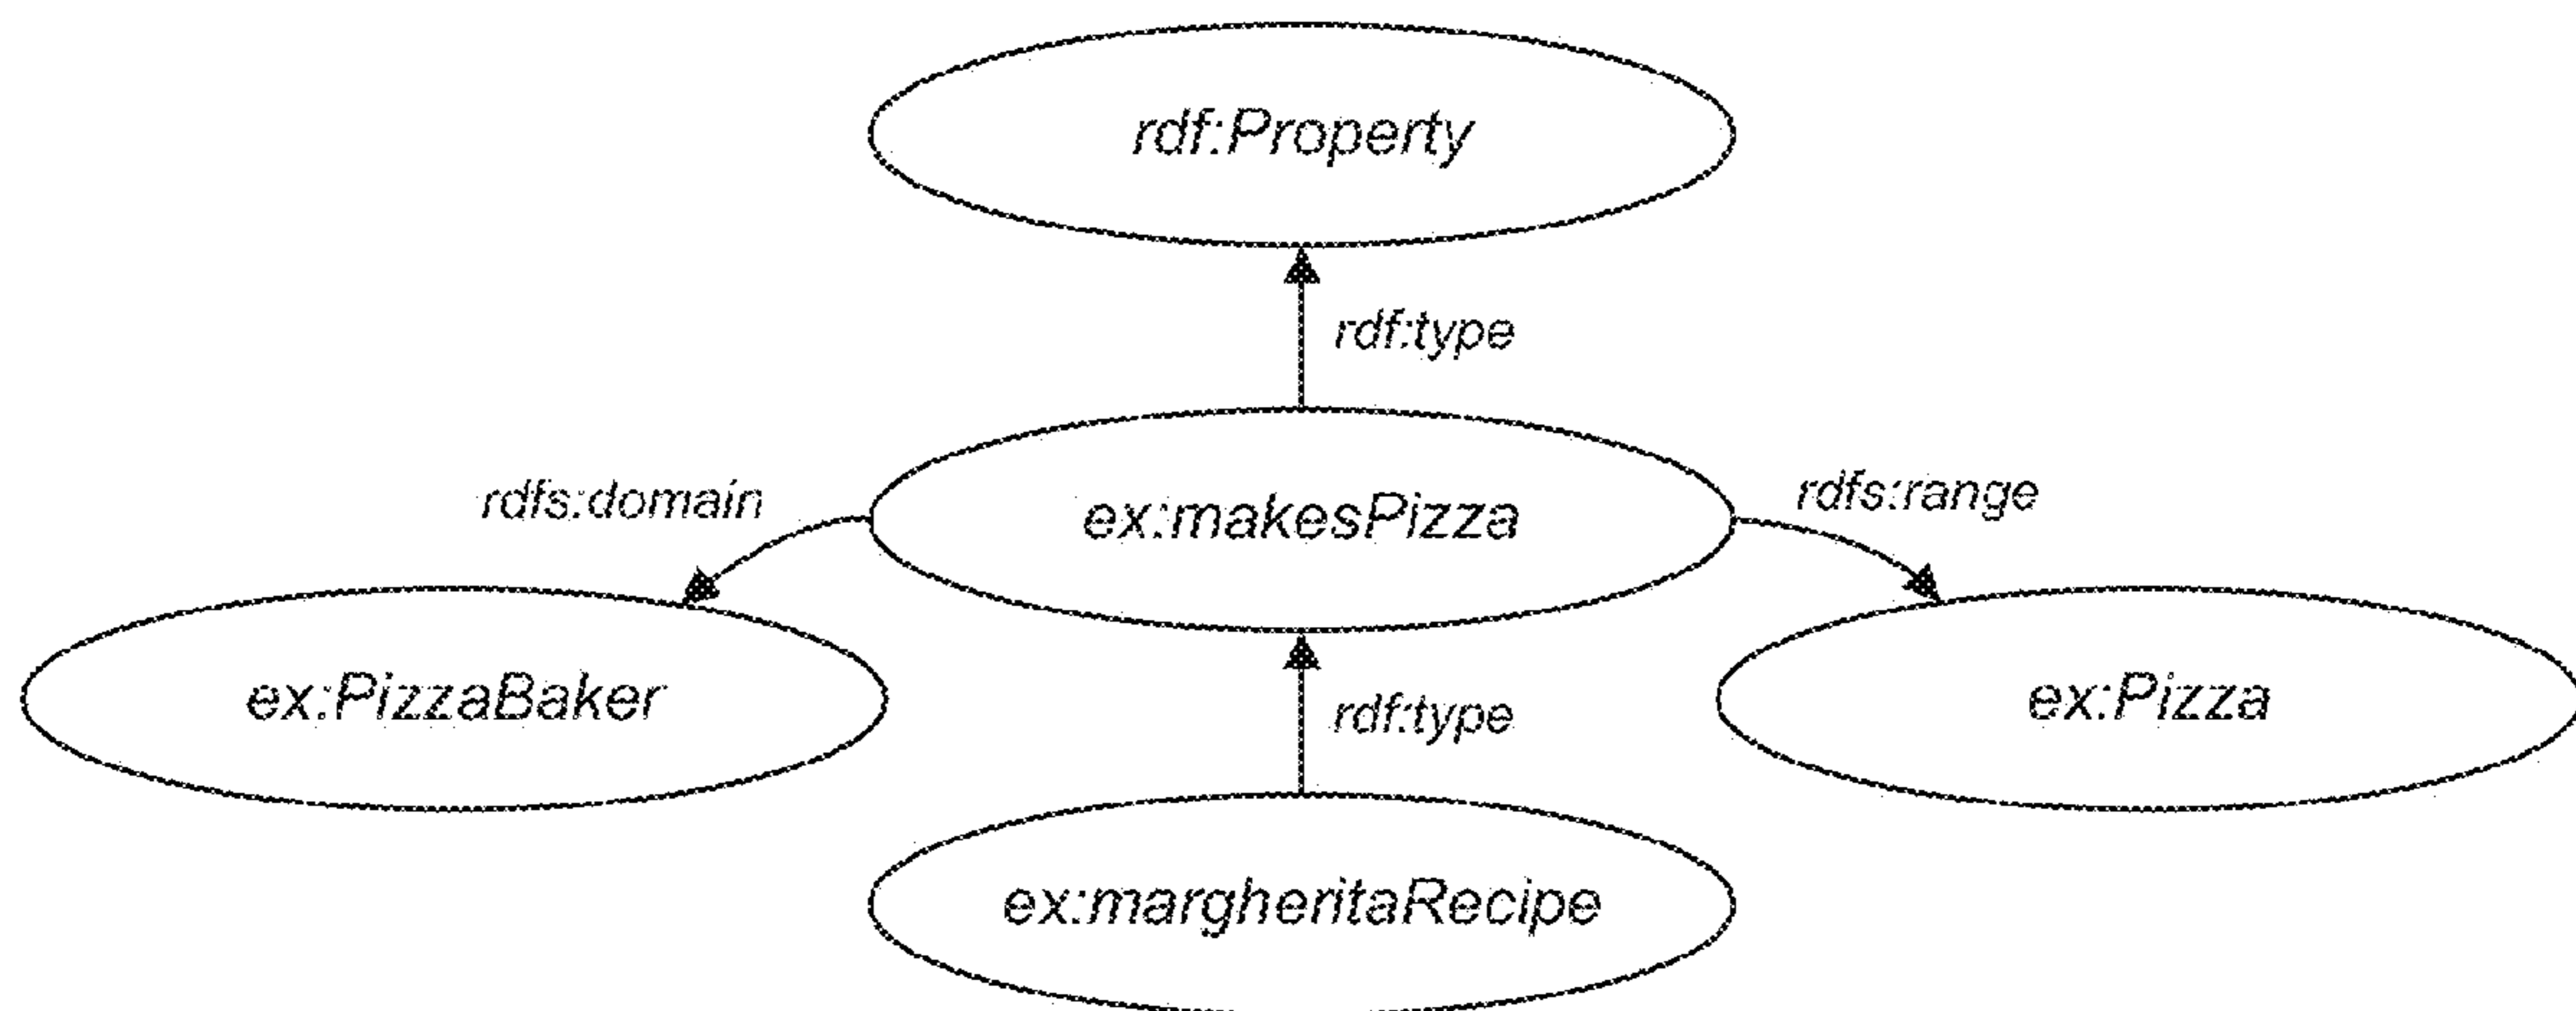 rdf:Property
rdf:type
rdfs:domain
ex:makesPizza
rdfs:range
ex:PizzaBaker
rdf:type
ex:Pizza
ex:margheritaRecipe